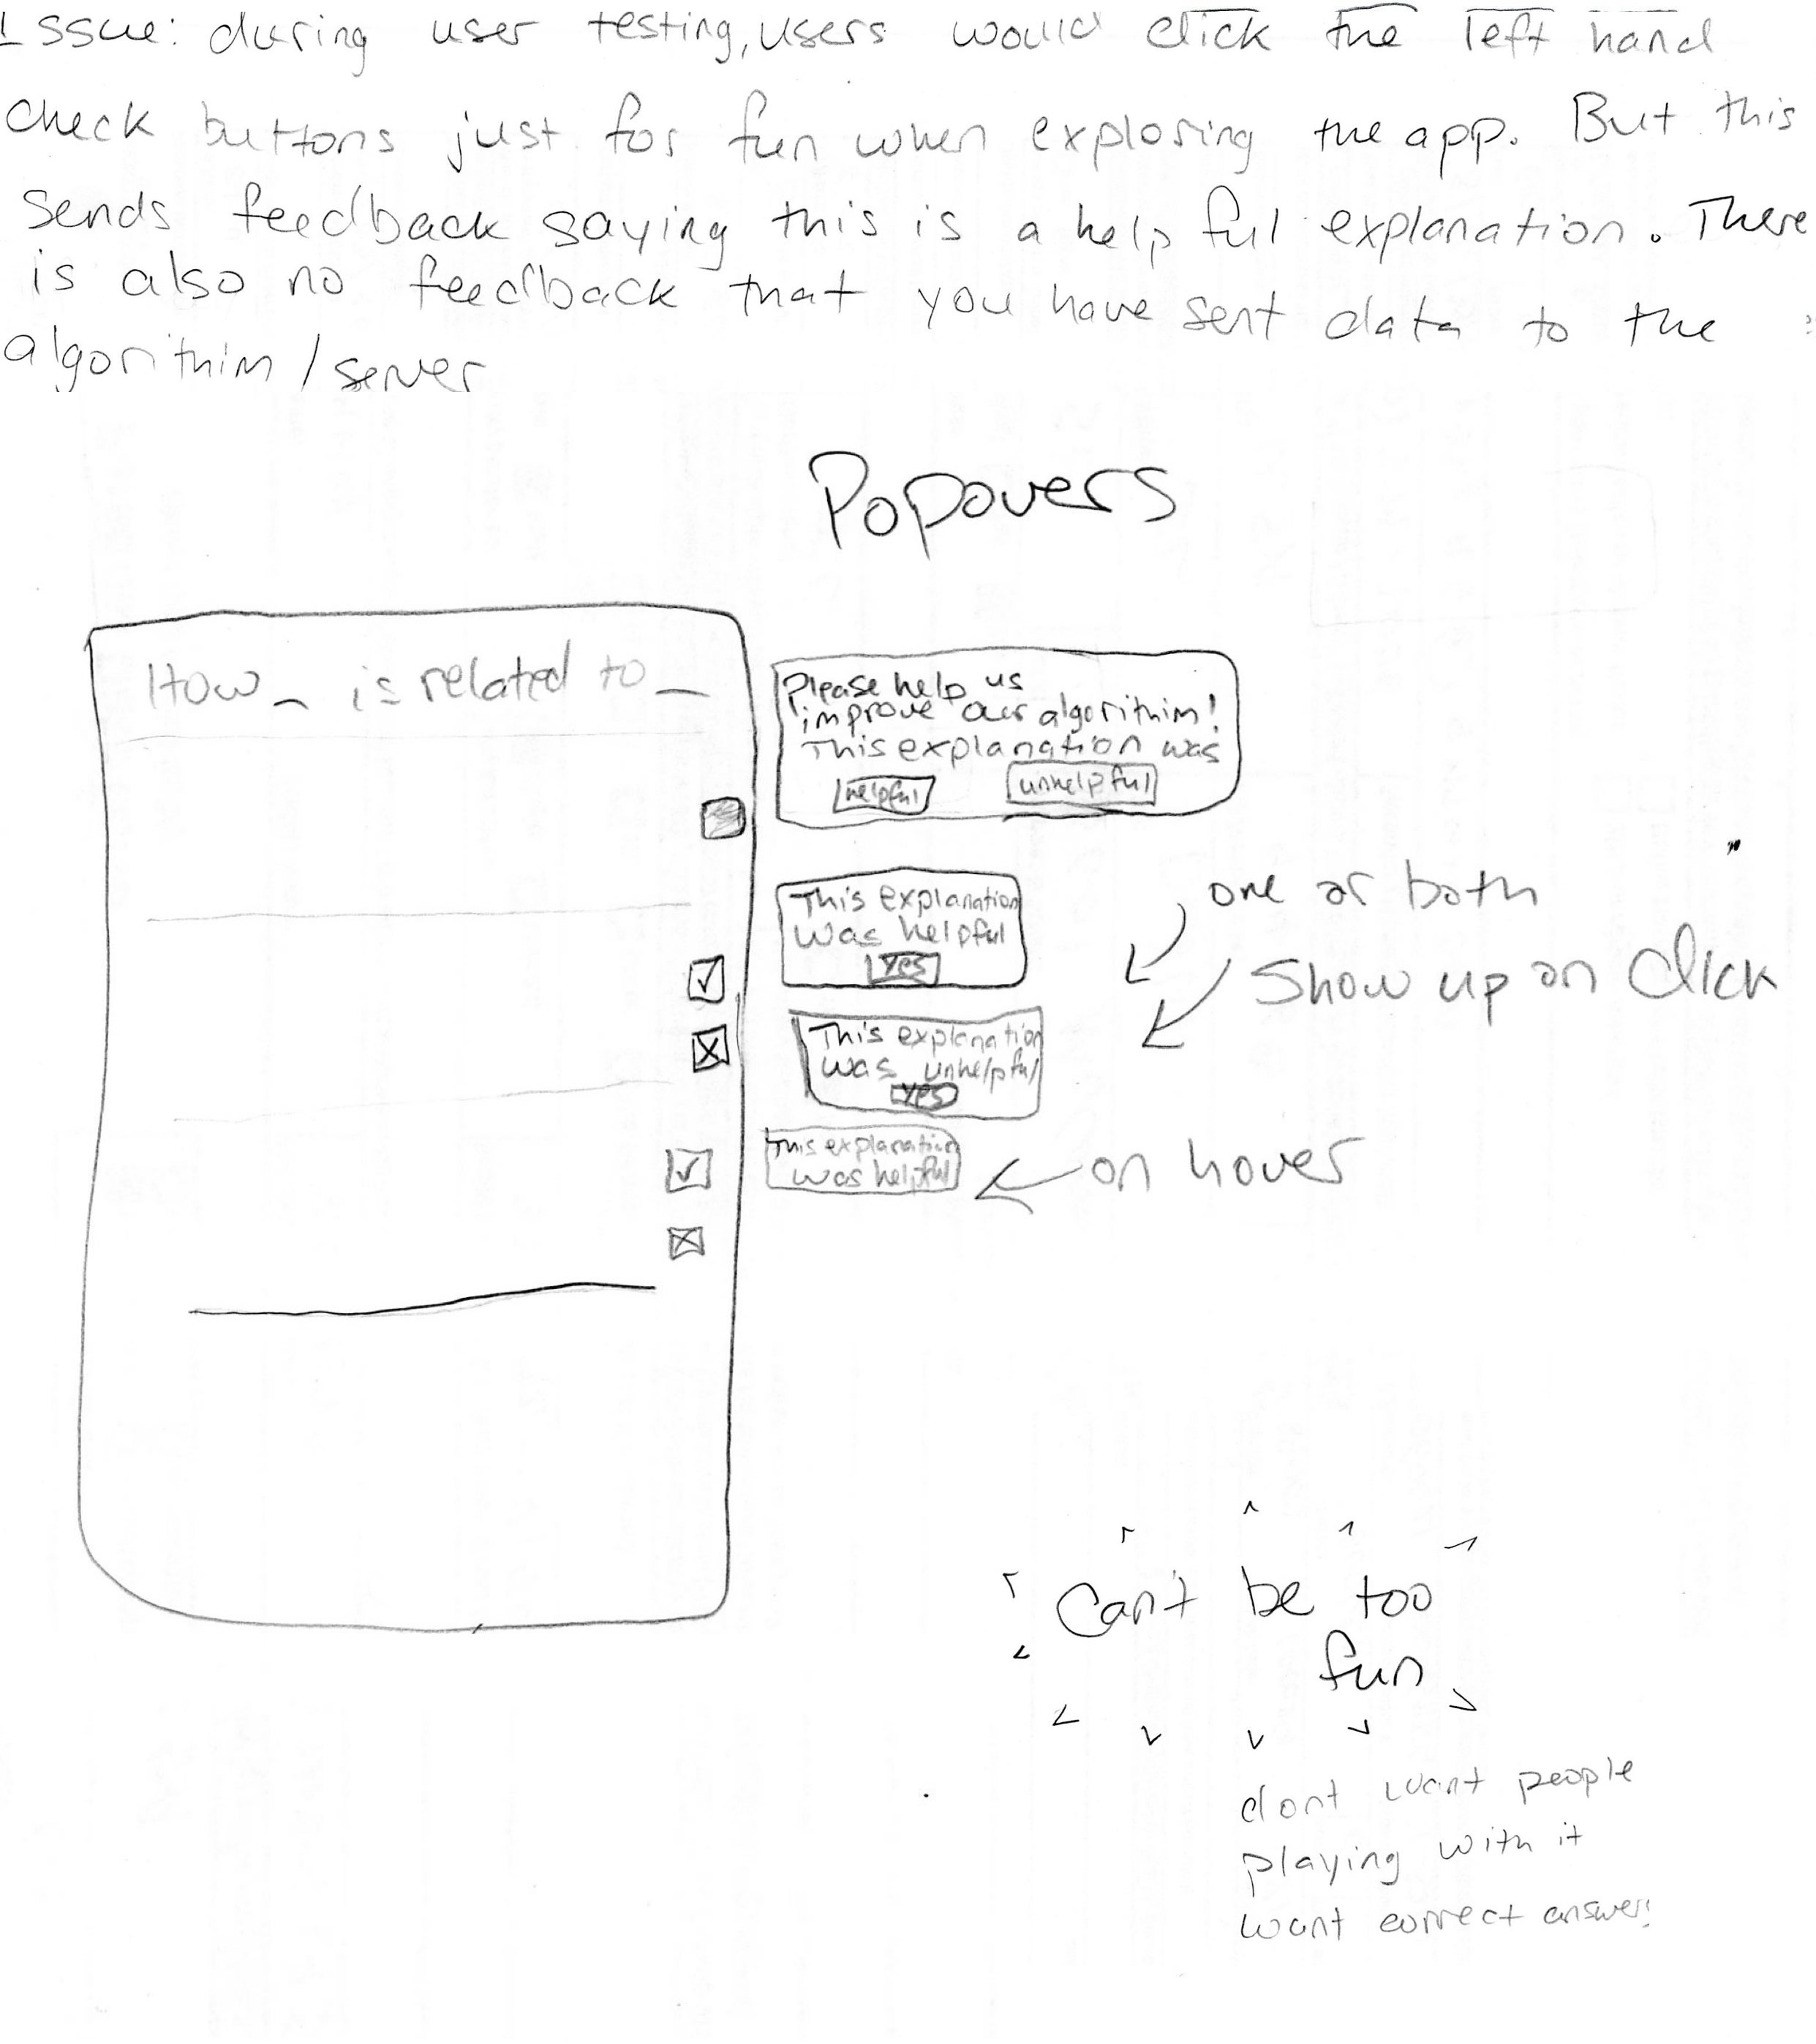 Issue: during user testing, users would click the left hand
check buttons just for fun when exploring the app. But this
sends feedback saying this is a helpful explanation. There
is also no feedback that you have sent data to the
algorithim / server
Popovers
How _ is related to _
Please help us
improve our algorithim!
This explanation was
helpful unhelpful
This explanation
was helpful
Yes
one or both
show up on click
This explanation
was unhelpful
Yes
This explanation
was helpful
on hover
Can't be too
fun
dont want people
playing with it
want correct answers